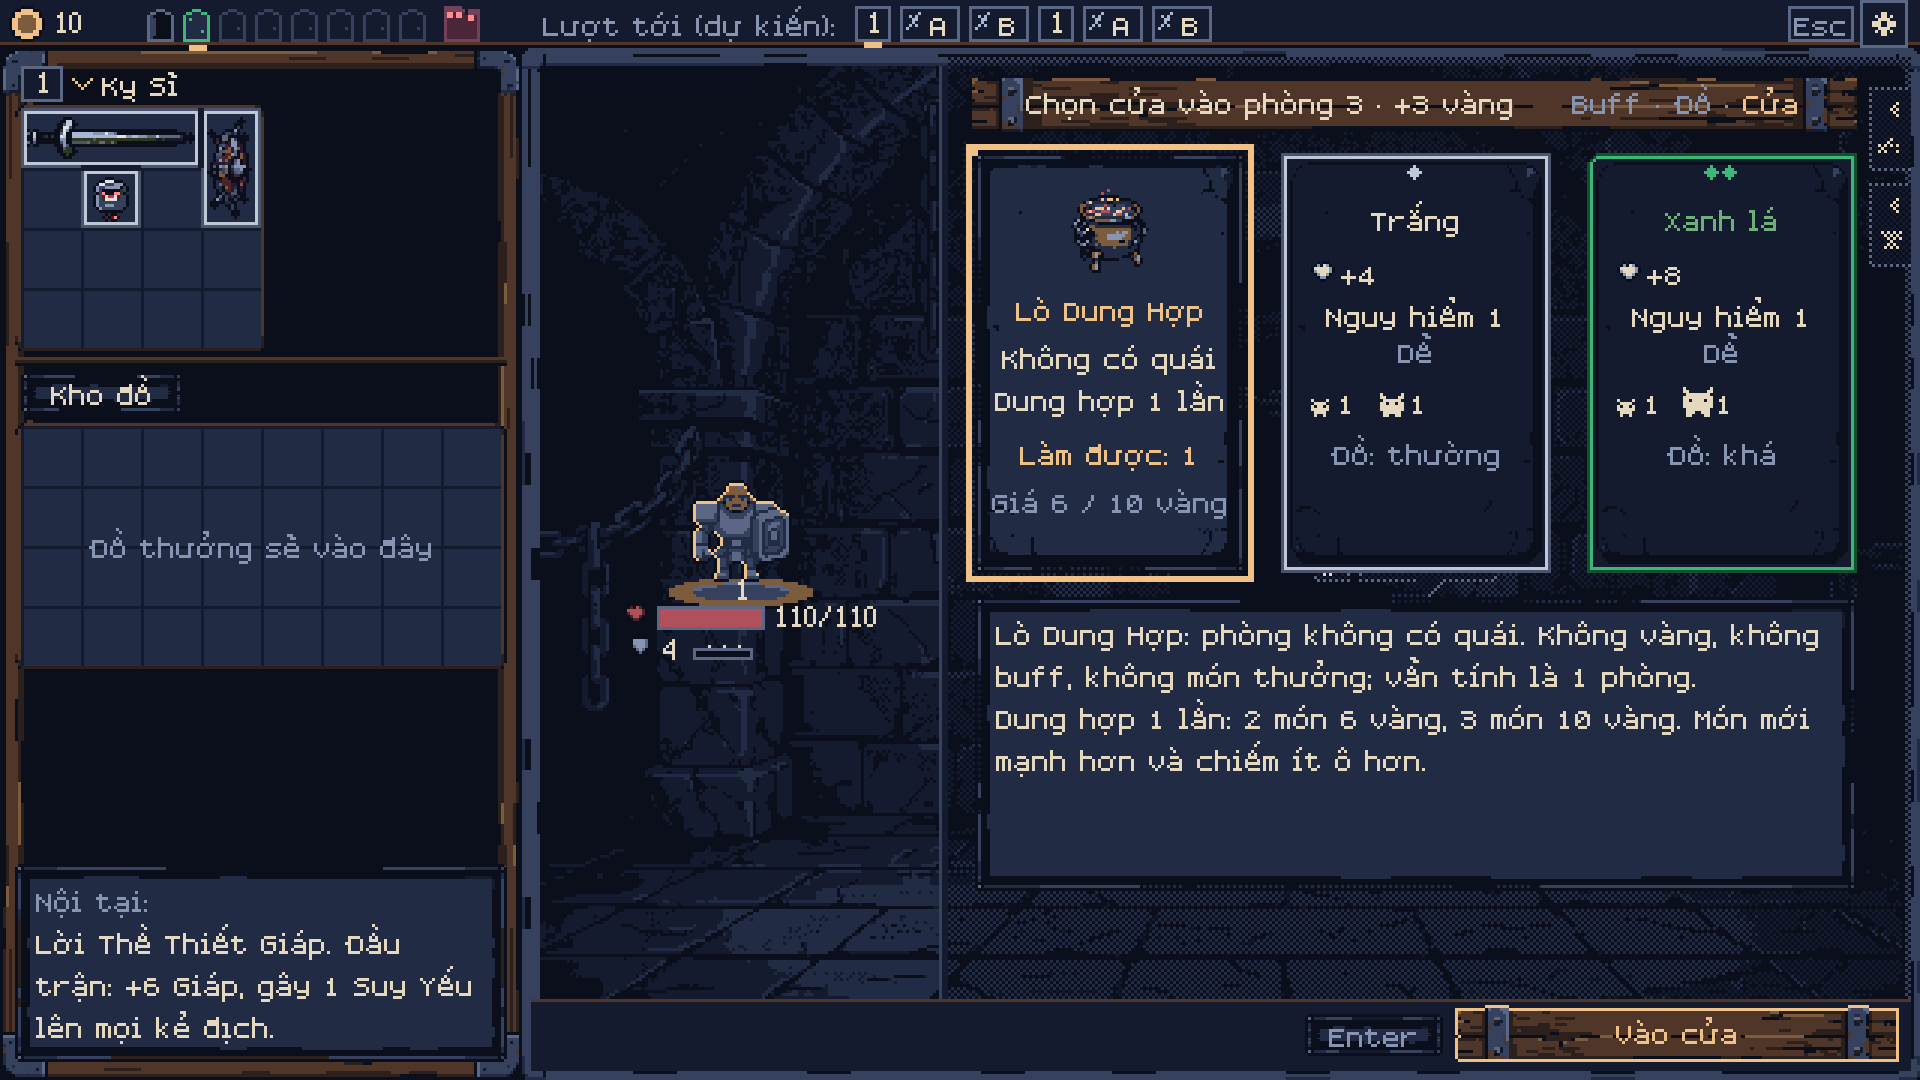 10
Lượt tới (dự kiến): 1 A B 1 A B
Esc
1 Kỵ Sĩ
Chọn cửa vào phòng 3 · +3 vàng
Buff · Đồ · Cửa
Lò Dung Hợp
Không có quái
Dung hợp 1 lần
Làm được: 1
Giá 6 / 10 vàng
Trắng
+4
Nguy hiểm 1
Dễ
1 1
Đồ: thường
Xanh lá
+8
Nguy hiểm 1
Dễ
1 1
Đồ: khá
Kho đồ
Đồ thưởng sẽ vào đây
1
110/110
4
Lò Dung Hợp: phòng không có quái. Không vàng, không
buff, không món thưởng; vẫn tính là 1 phòng.
Dung hợp 1 lần: 2 món 6 vàng, 3 món 10 vàng. Món mới
mạnh hơn và chiếm ít ô hơn.
Nội tại:
Lời Thề Thiết Giáp. Đầu
trận: +6 Giáp, gây 1 Suy Yếu
lên mọi kẻ địch.
Enter
Vào cửa